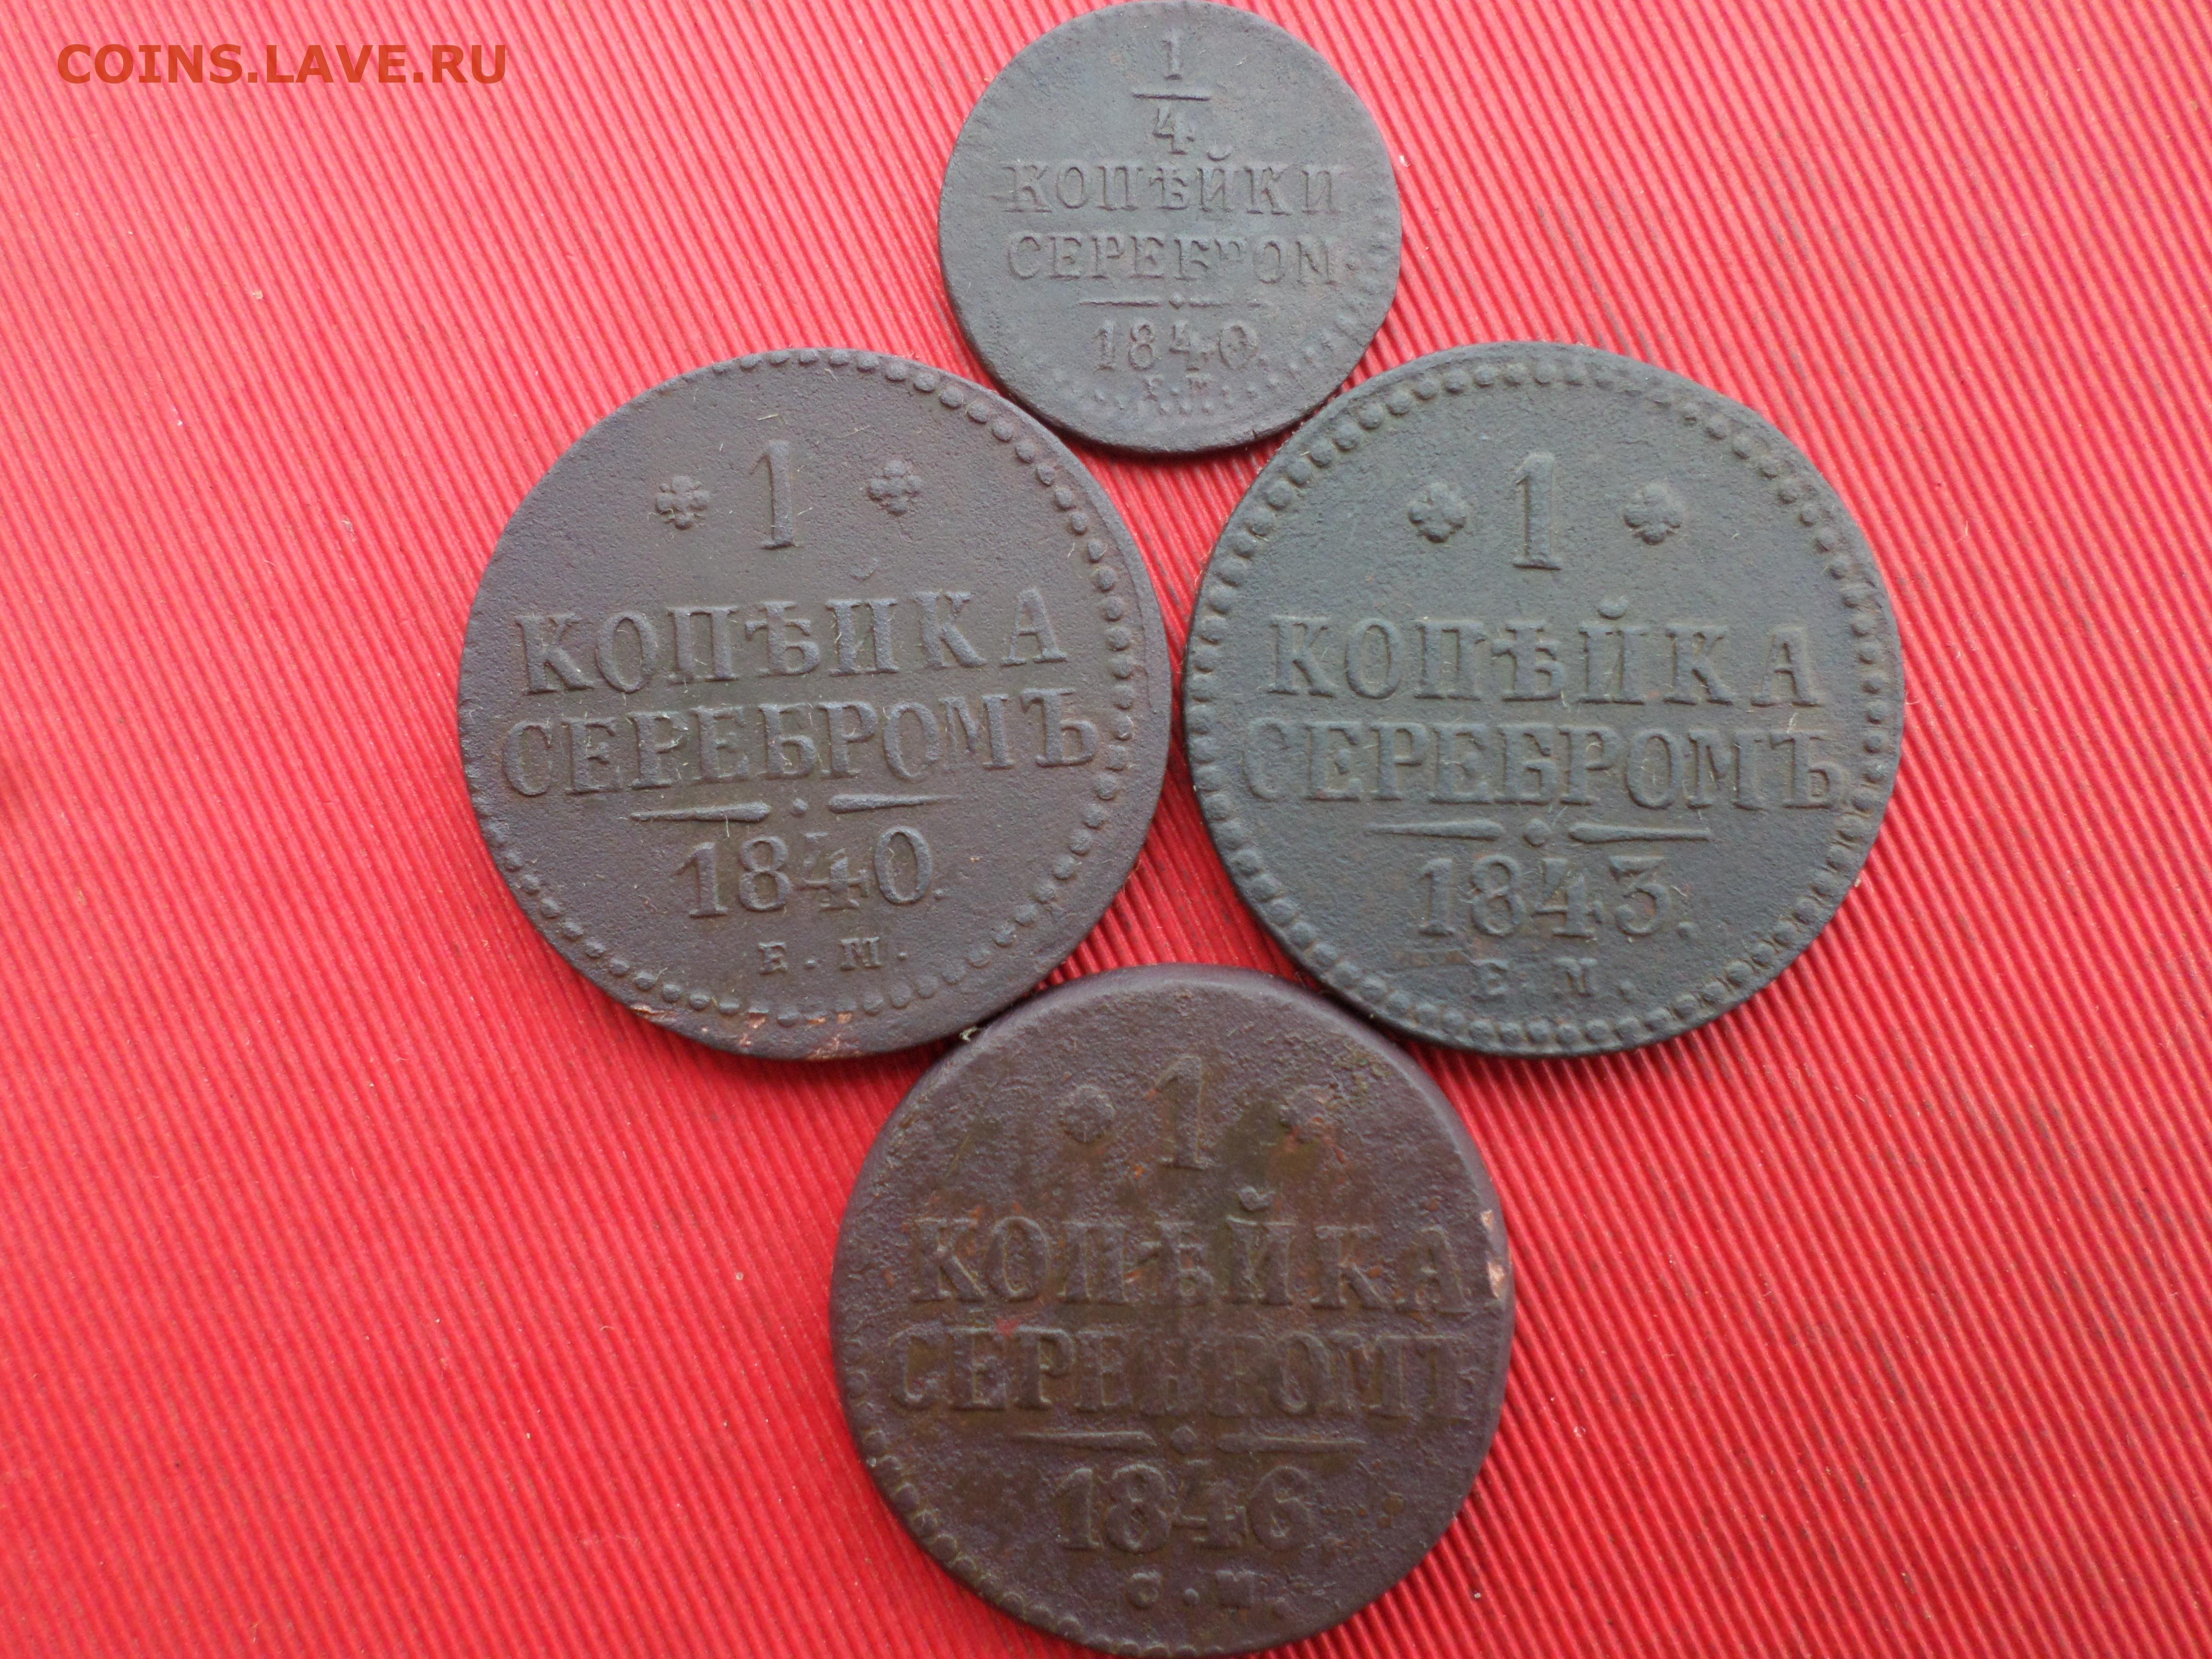 COINS.LAVE.RU
1
4.
КОПѢЙКИ
СЕРЕБРОМ
1840.
Е.М.
1
КОПѢЙКА
СЕРЕБРОМЪ
1840.
Е.М.
1
КОПѢЙКА
СЕРЕБРОМЪ
1843.
Е.М.
1
КОПѢЙКА
СЕРЕБРОМЪ
1846
С.М.